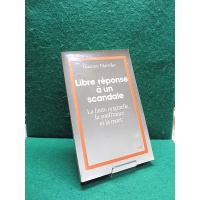 Libre réponse
à un
scandale
La faute originelle,
la souffrance
et la mort